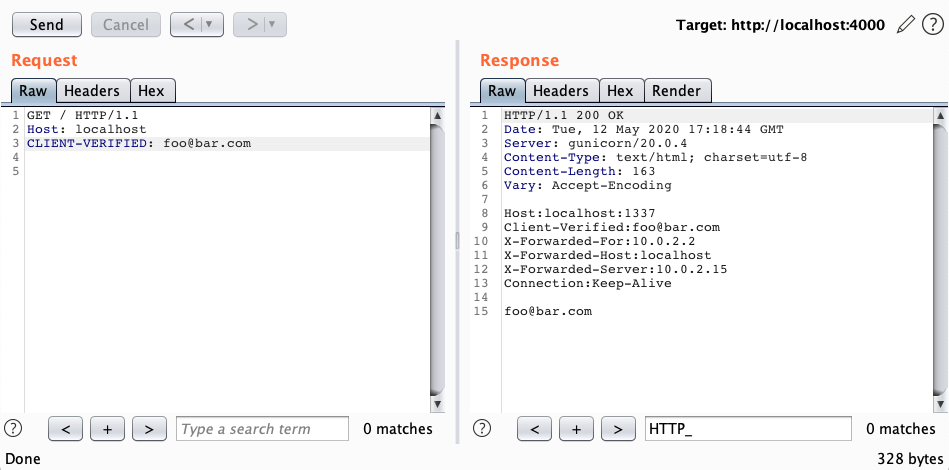 Send Cancel < > Target: http://localhost:4000 ?
Request
Raw Headers Hex
1 GET / HTTP/1.1
2 Host: localhost
3 CLIENT-VERIFIED: foo@bar.com
4
5
? < + > Type a search term 0 matches
Response
Raw Headers Hex Render
1 HTTP/1.1 200 OK
2 Date: Tue, 12 May 2020 17:18:44 GMT
3 Server: gunicorn/20.0.4
4 Content-Type: text/html; charset=utf-8
5 Content-Length: 163
6 Vary: Accept-Encoding
7
8 Host:localhost:1337
9 Client-Verified:foo@bar.com
10 X-Forwarded-For:10.0.2.2
11 X-Forwarded-Host:localhost
12 X-Forwarded-Server:10.0.2.15
13 Connection:Keep-Alive
14
15 foo@bar.com
? < + > HTTP_ 0 matches
Done 328 bytes